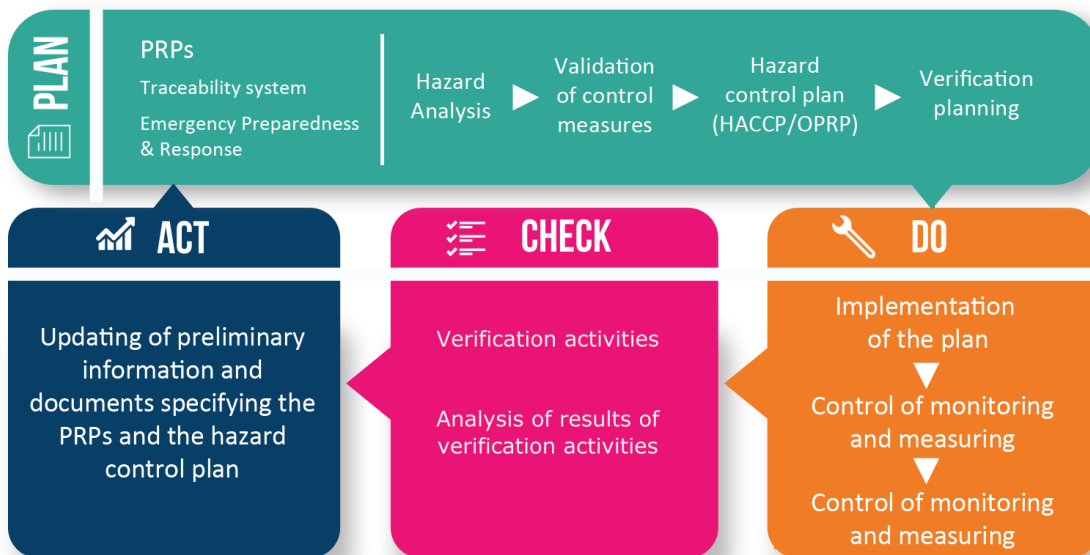 PLAN
PRPs
Traceability system
Emergency Preparedness
& Response
Hazard
Analysis
Validation
of control
measures
Hazard
control plan
(HACCP/OPRP)
Verification
planning
ACT
Updating of preliminary
information and
documents specifying the
PRPs and the hazard
control plan
CHECK
Verification activities
Analysis of results of
verification activities
DO
Implementation
of the plan
Control of monitoring
and measuring
Control of monitoring
and measuring